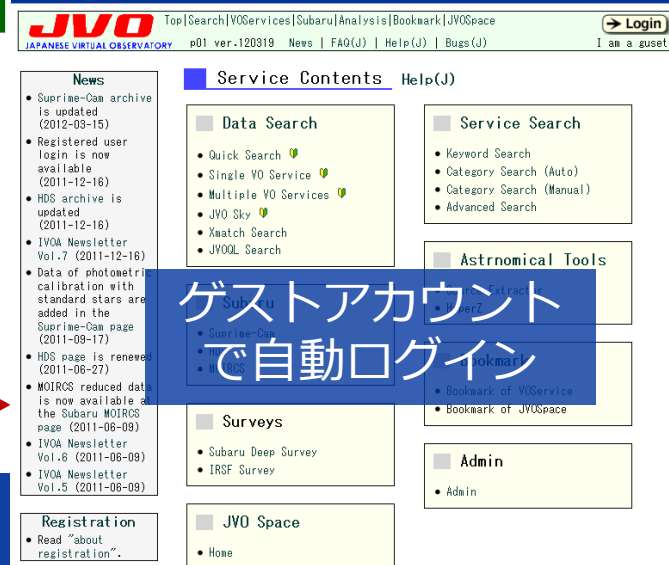 JVO
JAPANESE VIRTUAL OBSERVATORY
Top|Search|VOServices|Subaru|Analysis|Bookmark|JVOSpace
p01 ver.120319 News | FAQ(J) | Help(J) | Bugs(J)
Login
I am a guset
News
Suprime-Cam archive
is updated
(2012-03-15)
Registered user
login is now
available
(2011-12-16)
HDS archive is
updated
(2011-12-16)
IVOA Newsletter
Vol.7 (2011-12-16)
Data of photometric
calibration with
standard stars are
added in the
Suprime-Cam page
(2011-09-17)
HDS page is renewed
(2011-06-27)
MOIRCS reduced data
is now available at
the Subaru MOIRCS
page (2011-06-09)
IVOA Newsletter
Vol.6 (2011-06-09)
IVOA Newsletter
Vol.5 (2011-06-09)
Registration
Read "about
registration".
Service Contents Help(J)
Data Search
Quick Search
Single VO Service
Multiple VO Services
JVO Sky
Xmatch Search
JVOQL Search
Subaru
Suprime-Cam
HDS
MOIRCS
Surveys
Subaru Deep Survey
IRSF Survey
JVO Space
Home
Service Search
Keyword Search
Category Search (Auto)
Category Search (Manual)
Advanced Search
Astrnomical Tools
Source Extractor
HyperZ
Bookmark
Bookmark of VOService
Bookmark of JVOSpace
Admin
Admin
ゲストアカウント
で自動ログイン